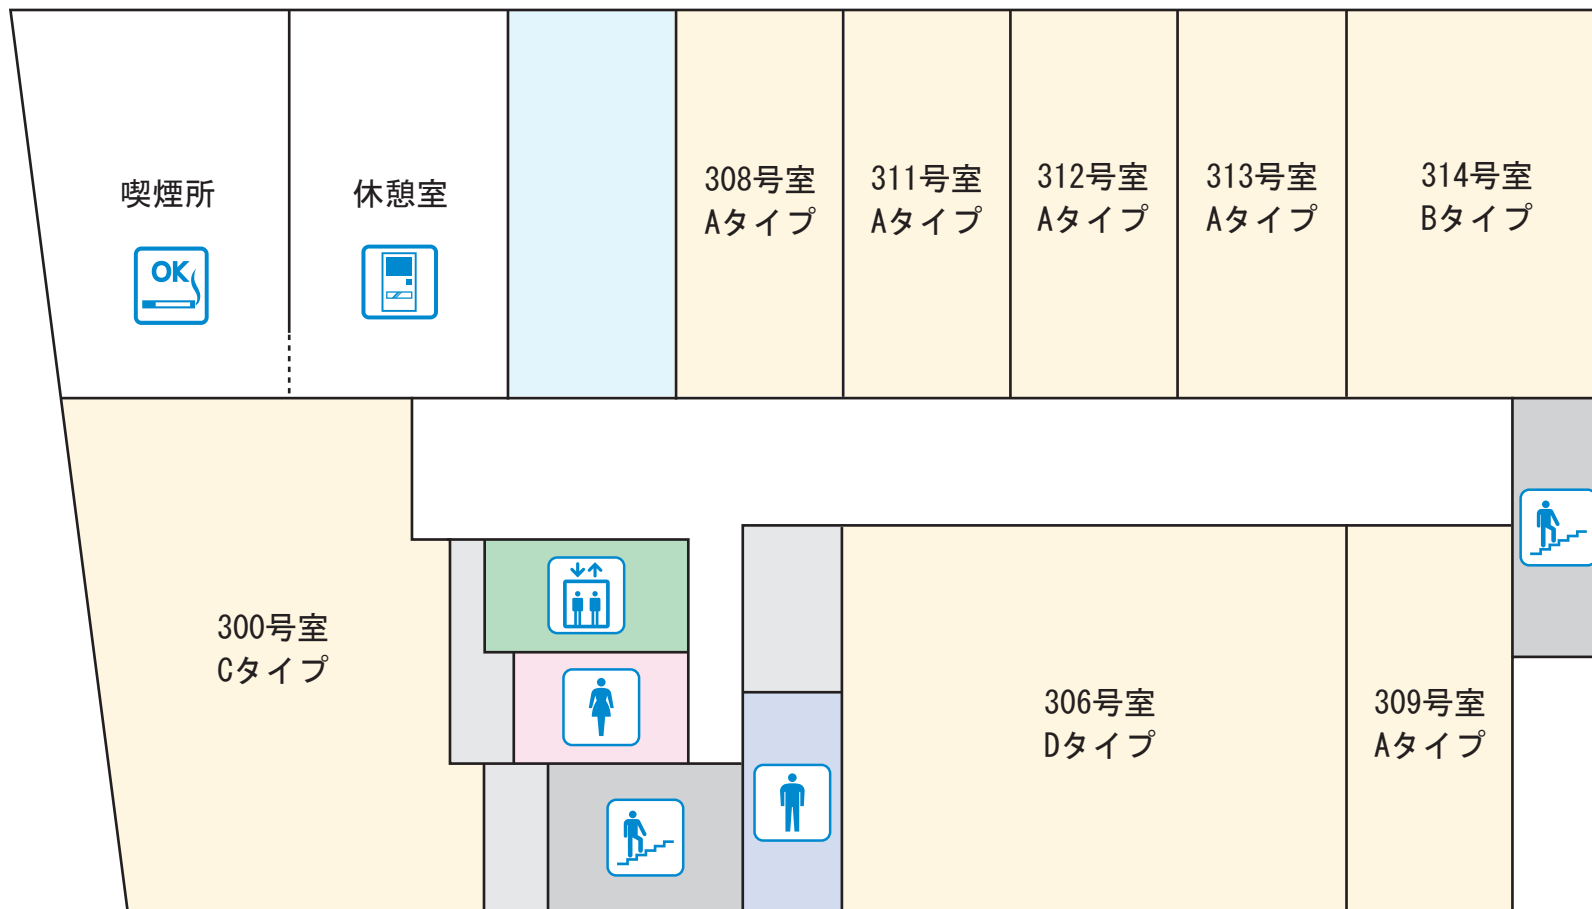 喫煙所
OK
休憩室
308号室
Aタイプ
311号室
Aタイプ
312号室
Aタイプ
313号室
Aタイプ
314号室
Bタイプ
300号室
Cタイプ
306号室
Dタイプ
309号室
Aタイプ